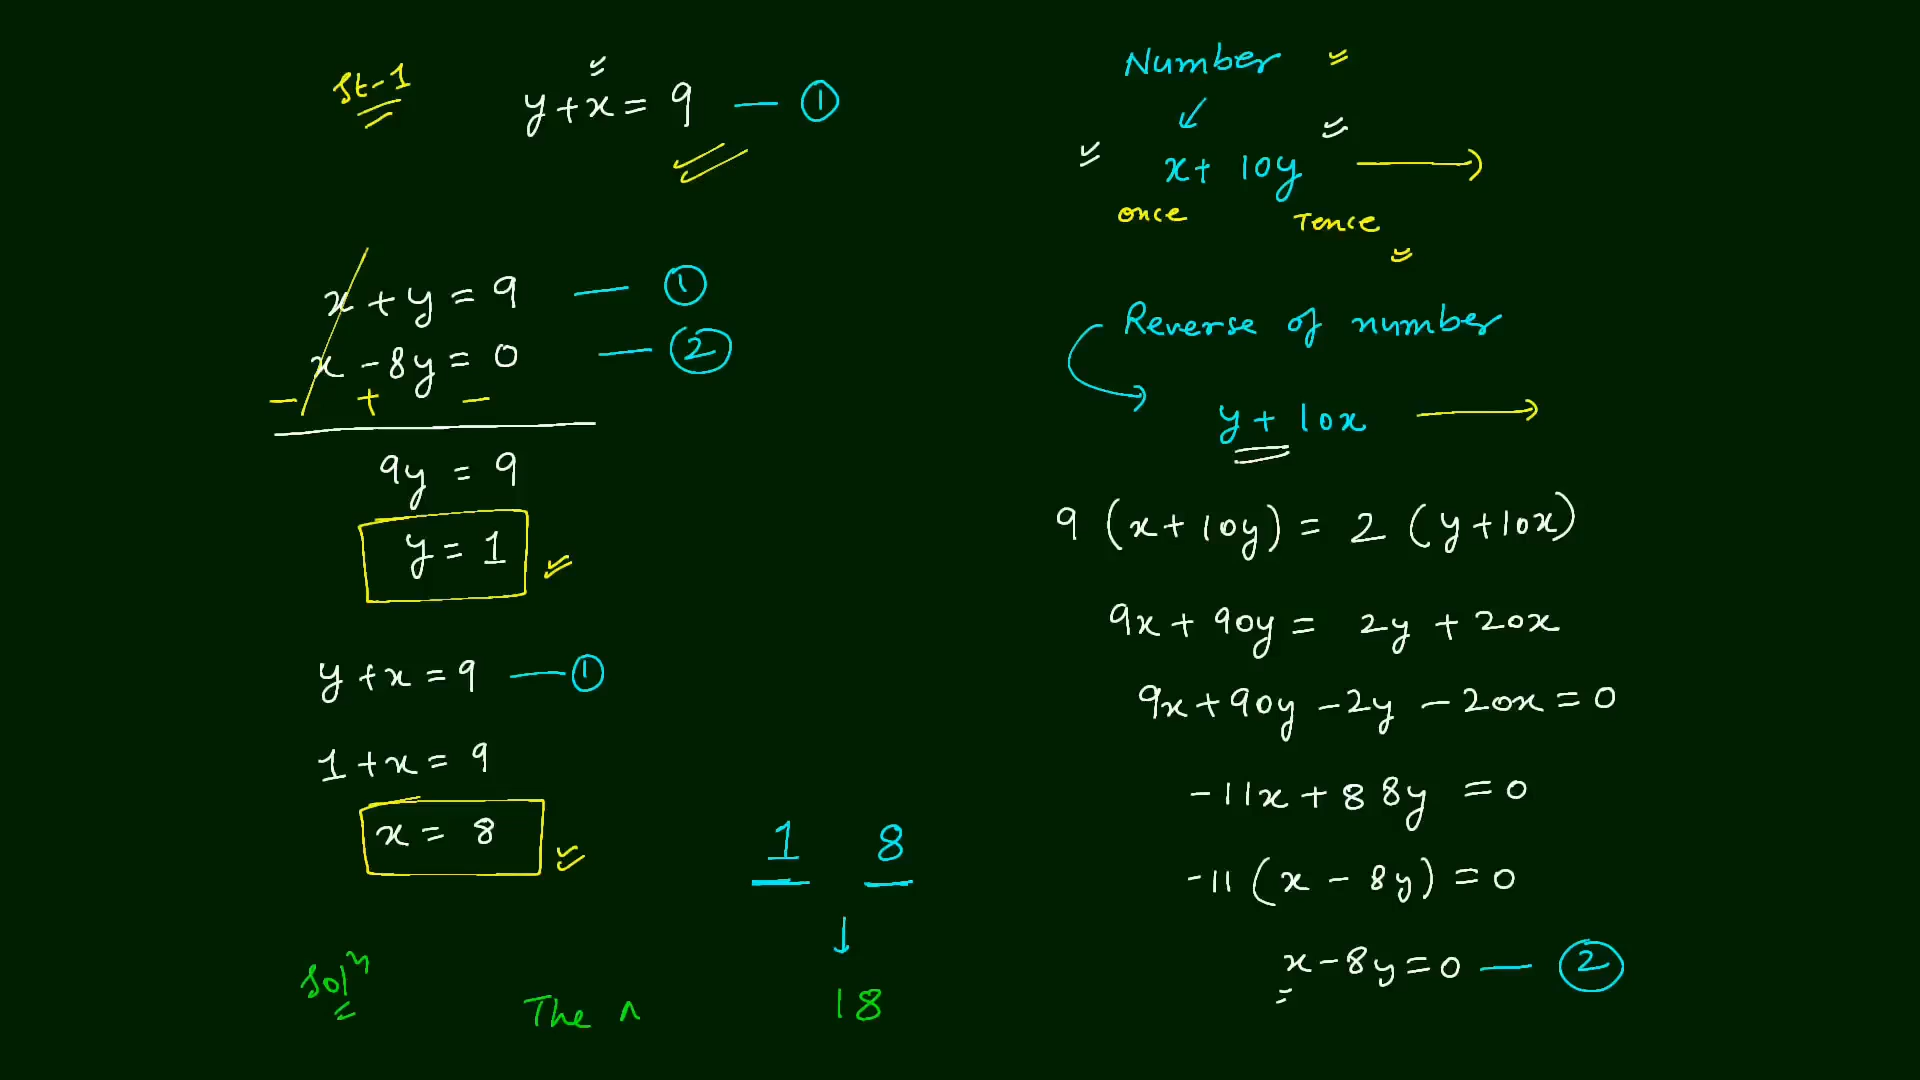 St-1
y + x = 9 — ①
x + y = 9 — ①
x - 8y = 0 — ②
- + -
9y = 9
y = 1
y + x = 9 — ①
1 + x = 9
x = 8
1 8
↓
Solⁿ
The n 18
Number
x + 10y →
once Tence
Reverse of number
y + 10x →
9 (x + 10y) = 2 (y + 10x)
9x + 90y = 2y + 20x
9x + 90y - 2y - 20x = 0
-11x + 88y = 0
-11 (x - 8y) = 0
x - 8y = 0 — ②